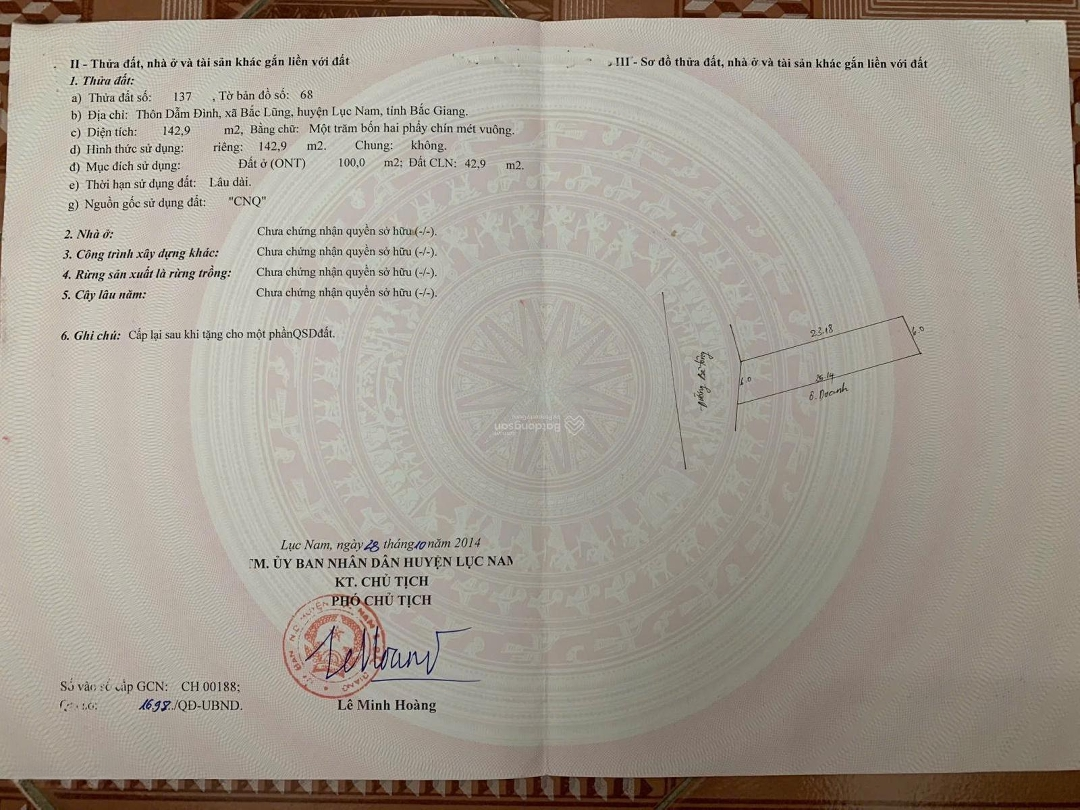 II - Thửa đất, nhà ở và tài sản khác gắn liền với đất
1. Thửa đất:
a) Thửa đất số: 137 , Tờ bản đồ số: 68
b) Địa chỉ: Thôn Dẫm Đình, xã Bắc Lũng, huyện Lục Nam, tỉnh Bắc Giang.
c) Diện tích: 142,9 m2, Bằng chữ: Một trăm bốn hai phẩy chín mét vuông.
d) Hình thức sử dụng: riêng: 142,9 m2. Chung: không.
đ) Mục đích sử dụng: Đất ở (ONT) 100,0 m2; Đất CLN: 42,9 m2.
e) Thời hạn sử dụng đất: Lâu dài.
g) Nguồn gốc sử dụng đất: "CNQ"
2. Nhà ở: Chưa chứng nhận quyền sở hữu (-/-).
3. Công trình xây dựng khác: Chưa chứng nhận quyền sở hữu (-/-).
4. Rừng sản xuất là rừng trồng: Chưa chứng nhận quyền sở hữu (-/-).
5. Cây lâu năm: Chưa chứng nhận quyền sở hữu (-/-).
6. Ghi chú: Cấp lại sau khi tặng cho một phầnQSDđất.
Lục Nam, ngày 28 tháng 10 năm 2014
TM. ỦY BAN NHÂN DÂN HUYỆN LỤC NAM
KT. CHỦ TỊCH
PHÓ CHỦ TỊCH
Lê Minh Hoàng
Số vào sổ cấp GCN: CH 00188;
1698./QĐ-UBND.
III - Sơ đồ thửa đất, nhà ở và tài sản khác gắn liền với đất
23.18
6.0
6.0
Đường bê tông
Ô. Doanh
Batdongsan